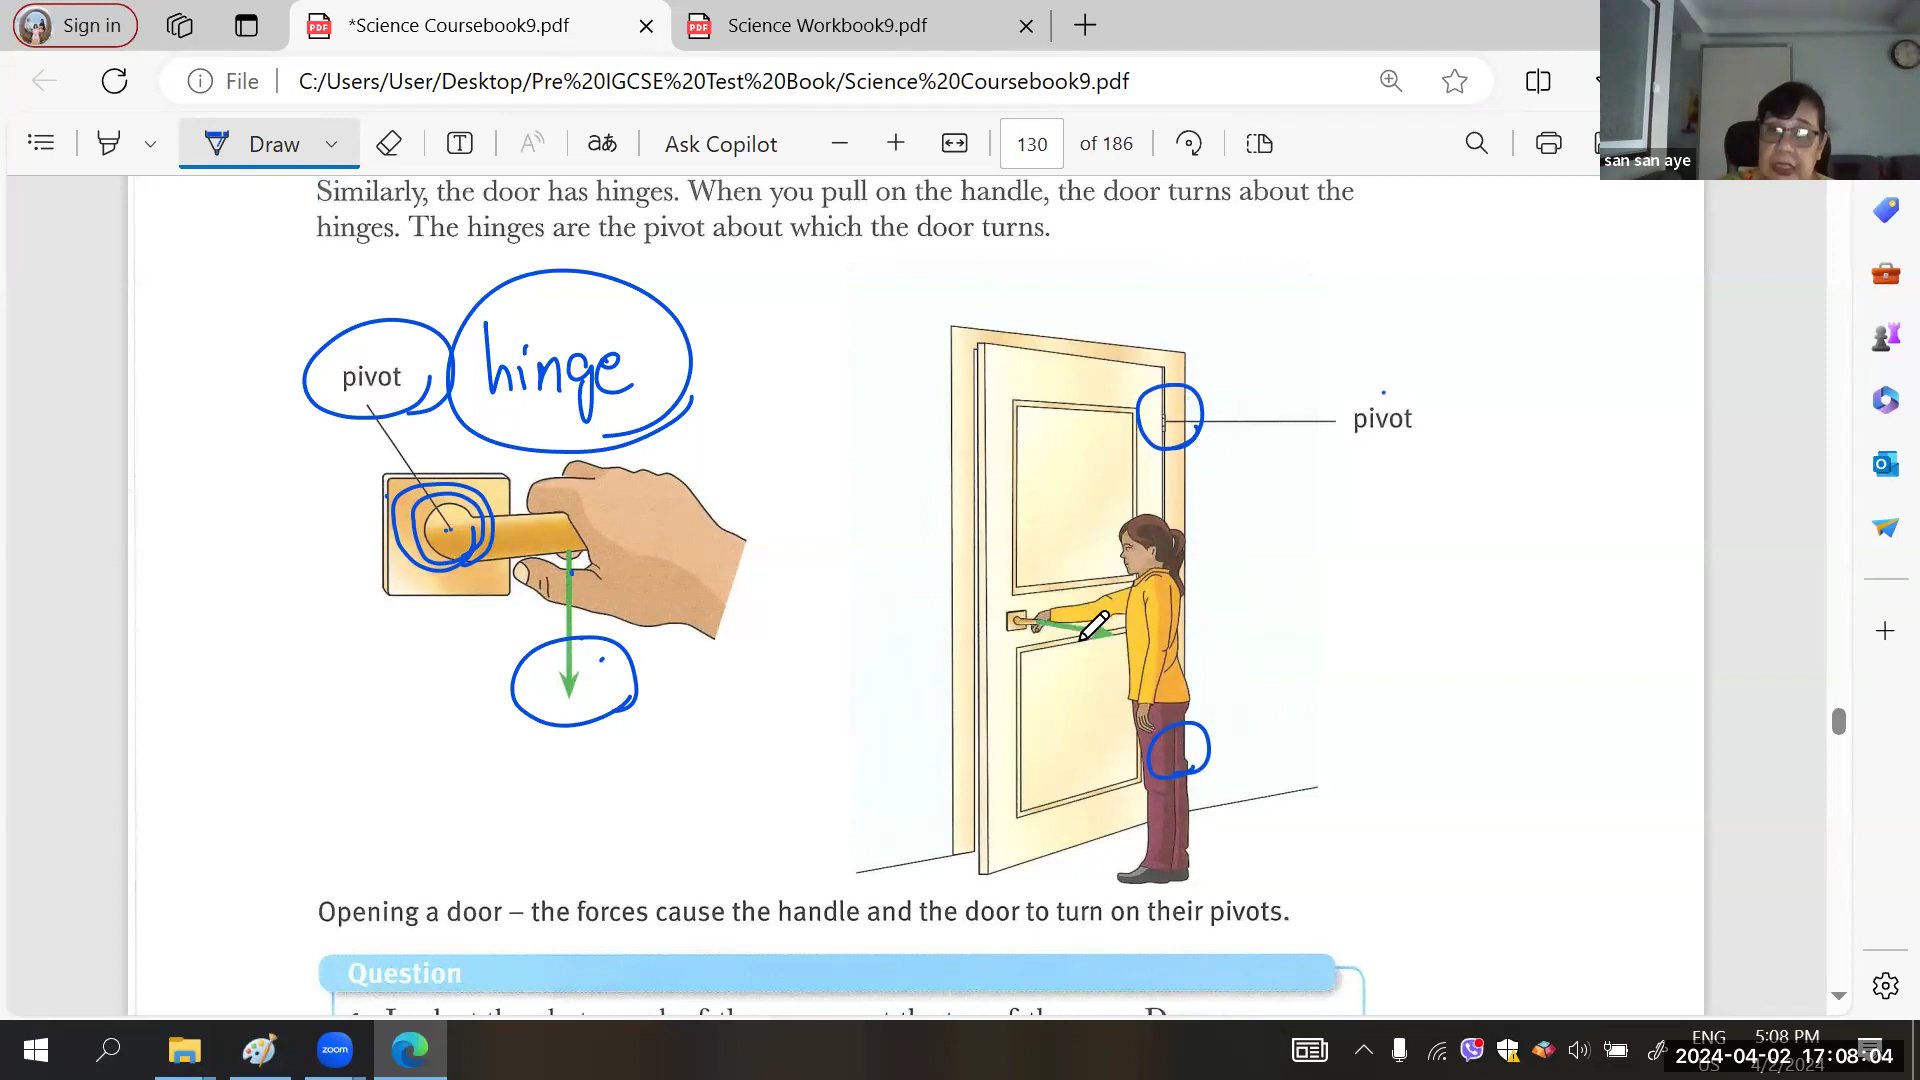 Sign in
*Science Coursebook9.pdf
Science Workbook9.pdf
File
C:/Users/User/Desktop/Pre%20IGCSE%20Test%20Book/Science%20Coursebook9.pdf
Draw
aあ
Ask Copilot
130 of 186
san san aye
Similarly, the door has hinges. When you pull on the handle, the door turns about the
hinges. The hinges are the pivot about which the door turns.
pivot
hinge
pivot
Opening a door – the forces cause the handle and the door to turn on their pivots.
Question
zoom
ENG
5:08 PM
2024-04-02 17:08:04
4/2/2024